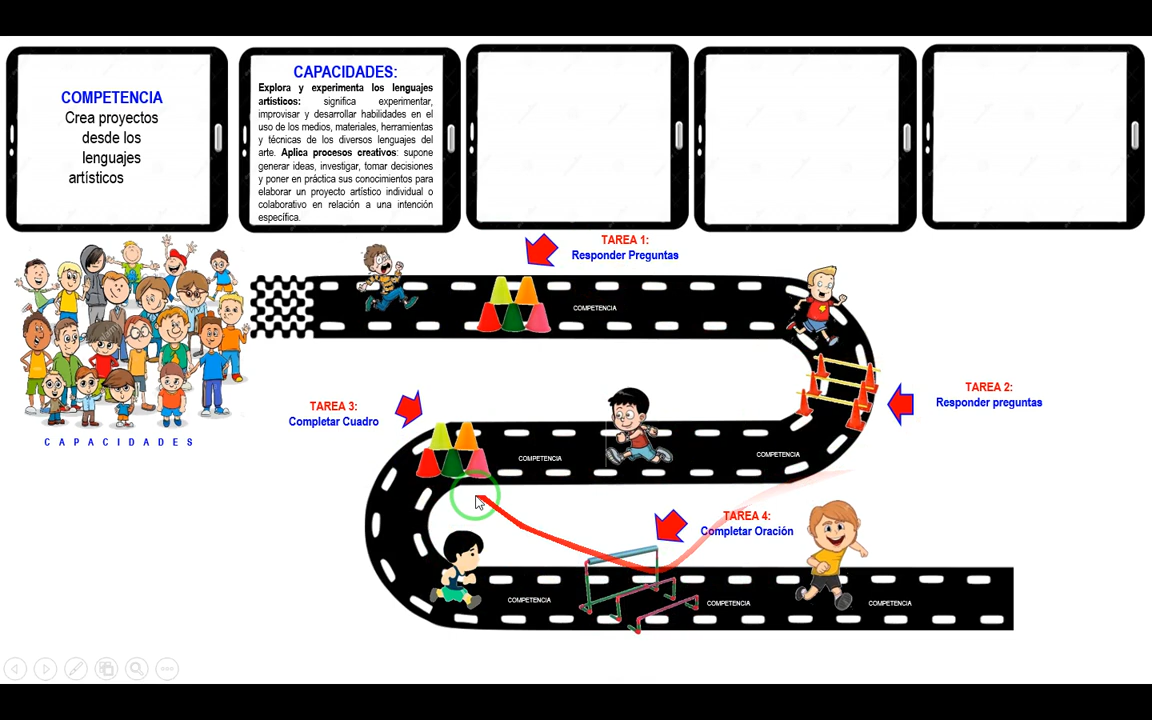 COMPETENCIA
Crea proyectos
desde los
lenguajes
artísticos
CAPACIDADES:
Explora y experimenta los lenguajes
artísticos: significa experimentar,
improvisar y desarrollar habilidades en el
uso de los medios, materiales, herramientas
y técnicas de los diversos lenguajes del
arte. Aplica procesos creativos: supone
generar ideas, investigar, tomar decisiones
y poner en práctica sus conocimientos para
elaborar un proyecto artístico individual o
colaborativo en relación a una intención
específica.
TAREA 1:
Responder Preguntas
COMPETENCIA
TAREA 2:
Responder preguntas
TAREA 3:
Completar Cuadro
CAPACIDADES
COMPETENCIA
COMPETENCIA
TAREA 4:
Completar Oración
COMPETENCIA
COMPETENCIA
COMPETENCIA